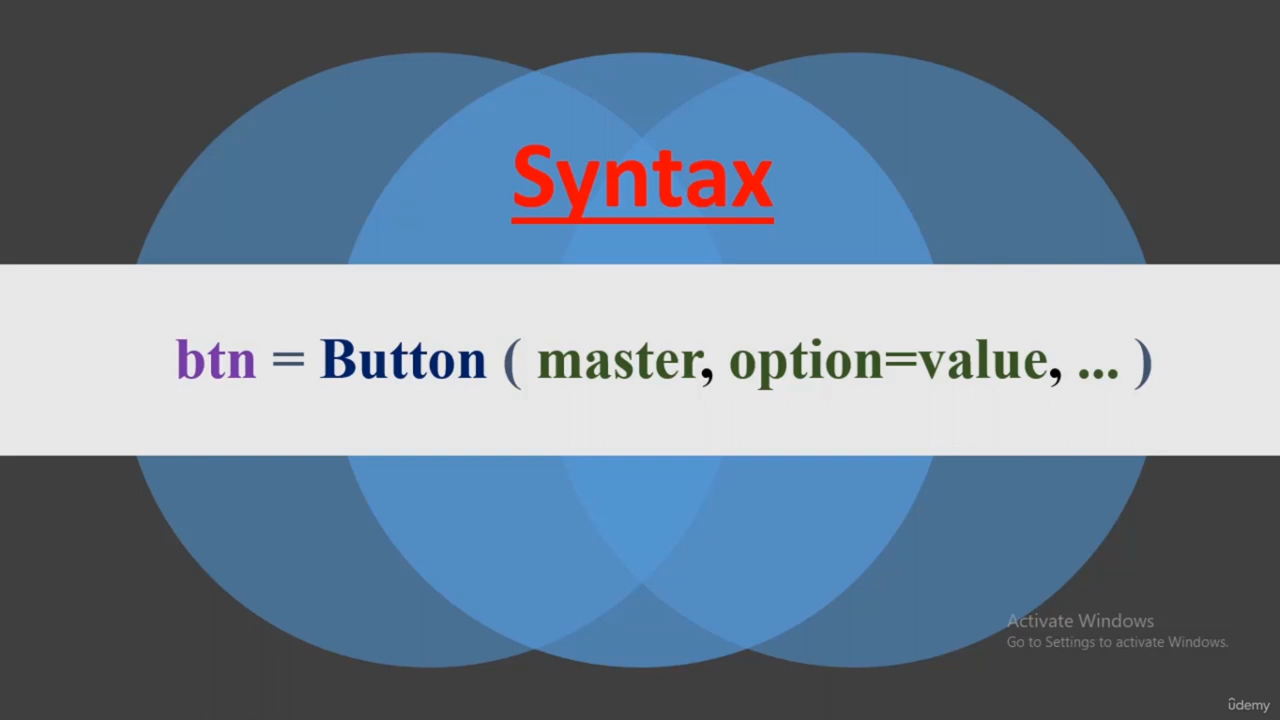 Syntax
btn = Button ( master, option=value, ... )
Activate Windows
Go to Settings to activate Windows.
ûdemy